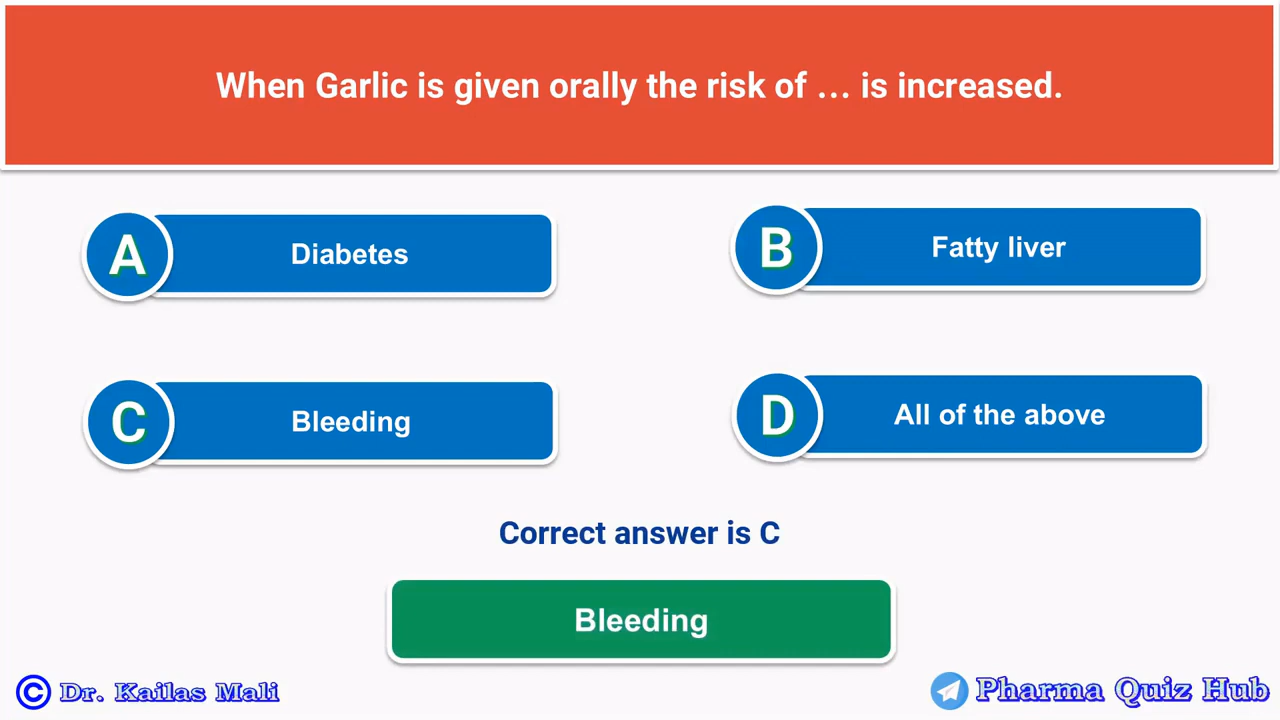 When Garlic is given orally the risk of ... is increased.
A Diabetes
B Fatty liver
C Bleeding
D All of the above
Correct answer is C
Bleeding
© Dr. Kailas Mali
Pharma Quiz Hub